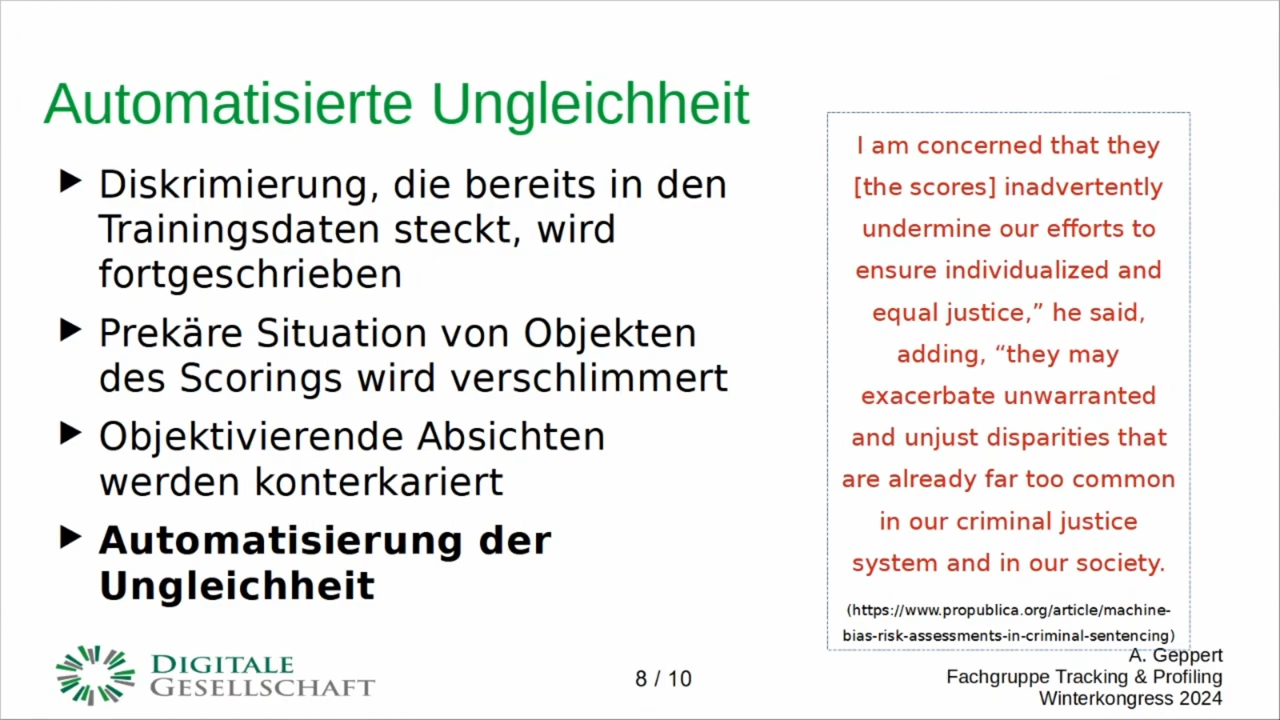 Automatisierte Ungleichheit
Diskrimierung, die bereits in den
Trainingsdaten steckt, wird
fortgeschrieben
Prekäre Situation von Objekten
des Scorings wird verschlimmert
Objektivierende Absichten
werden konterkariert
Automatisierung der
Ungleichheit
I am concerned that they
[the scores] inadvertently
undermine our efforts to
ensure individualized and
equal justice,” he said,
adding, “they may
exacerbate unwarranted
and unjust disparities that
are already far too common
in our criminal justice
system and in our society.
(https://www.propublica.org/article/machine-
bias-risk-assessments-in-criminal-sentencing)
DIGITALE
GESELLSCHAFT
8 / 10
A. Geppert
Fachgruppe Tracking & Profiling
Winterkongress 2024